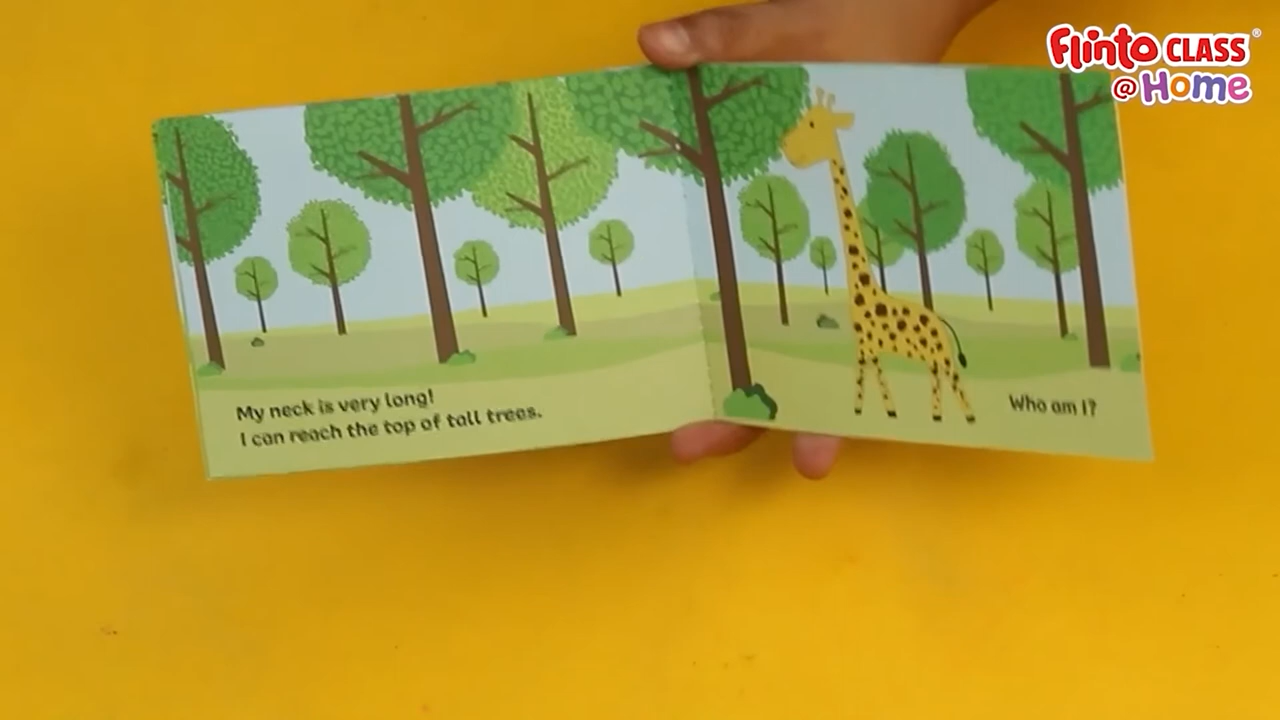 Flinto CLASS®
@ Home
My neck is very long!
I can reach the top of tall trees.
Who am I?